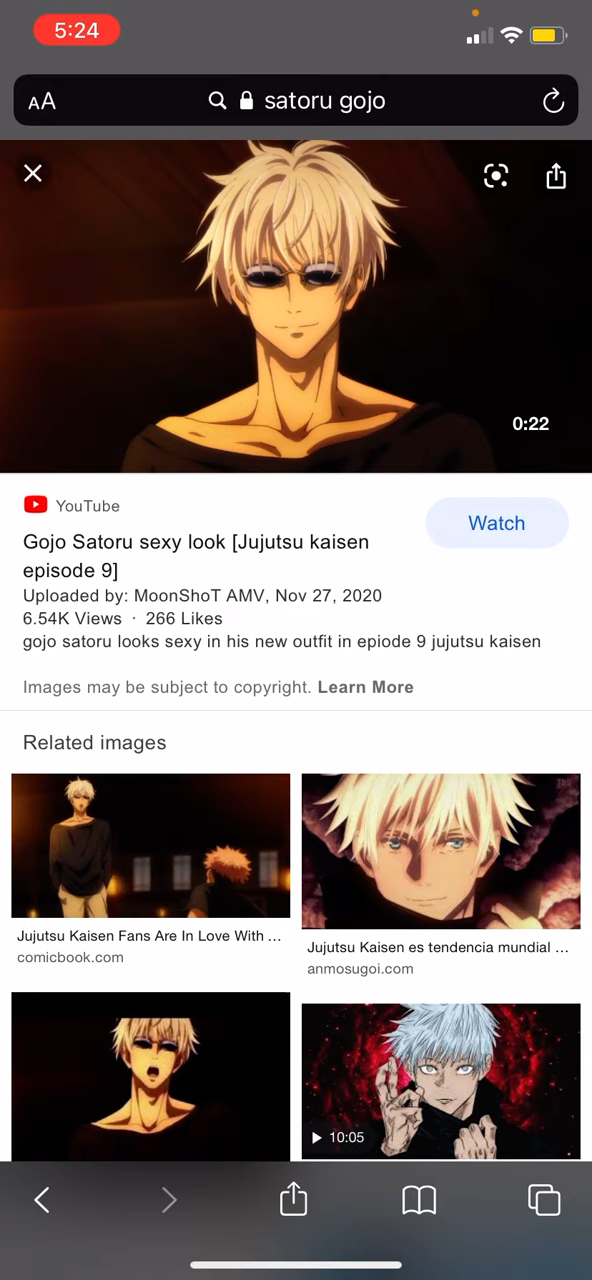 5:24
AA satoru gojo
0:22
YouTube
Watch
Gojo Satoru sexy look [Jujutsu kaisen
episode 9]
Uploaded by: MoonShoT AMV, Nov 27, 2020
6.54K Views · 266 Likes
gojo satoru looks sexy in his new outfit in epiode 9 jujutsu kaisen
Images may be subject to copyright. Learn More
Related images
Jujutsu Kaisen Fans Are In Love With ...
comicbook.com
Jujutsu Kaisen es tendencia mundial ...
anmosugoi.com
10:05